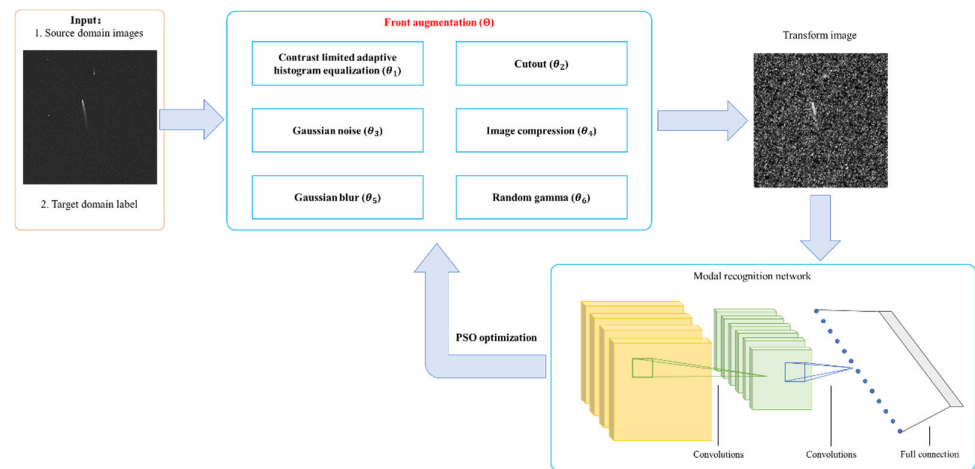 Input：
1. Source domain images
2. Target domain label
Front augmentation (Θ)
Contrast limited adaptive
histogram equalization (θ₁)
Cutout (θ₂)
Gaussian noise (θ₃)
Image compression (θ₄)
Gaussian blur (θ₅)
Random gamma (θ₆)
Transform image
PSO optimization
Modal recognition network
Convolutions
Convolutions
Full connection